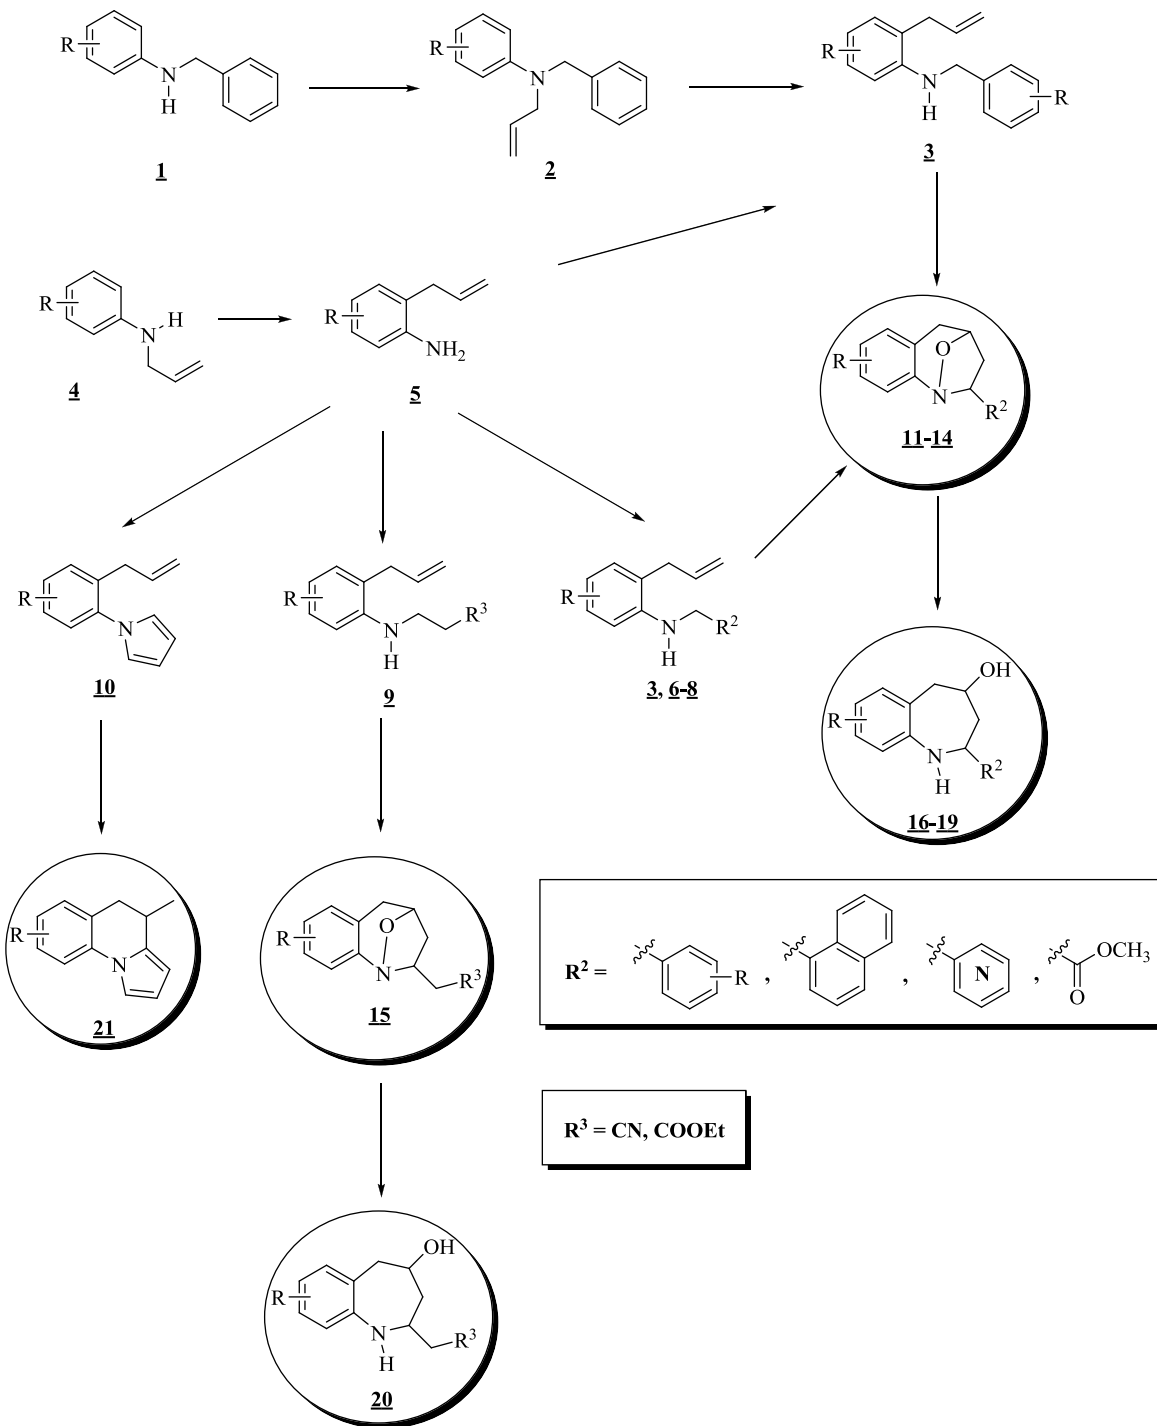 R
N
H
1
R
N
2
R
N
H
R
3
R
N
H
4
R
NH2
5
R
O
N
R2
11-14
R
N
10
R
N
H
R3
9
R
N
H
R2
3, 6-8
OH
R
N
H
R2
16-19
R
N
21
R
O
N
R3
15
R2 =
R
,
,
N
,
OCH3
O
R3 = CN, COOEt
OH
R
N
H
R3
20